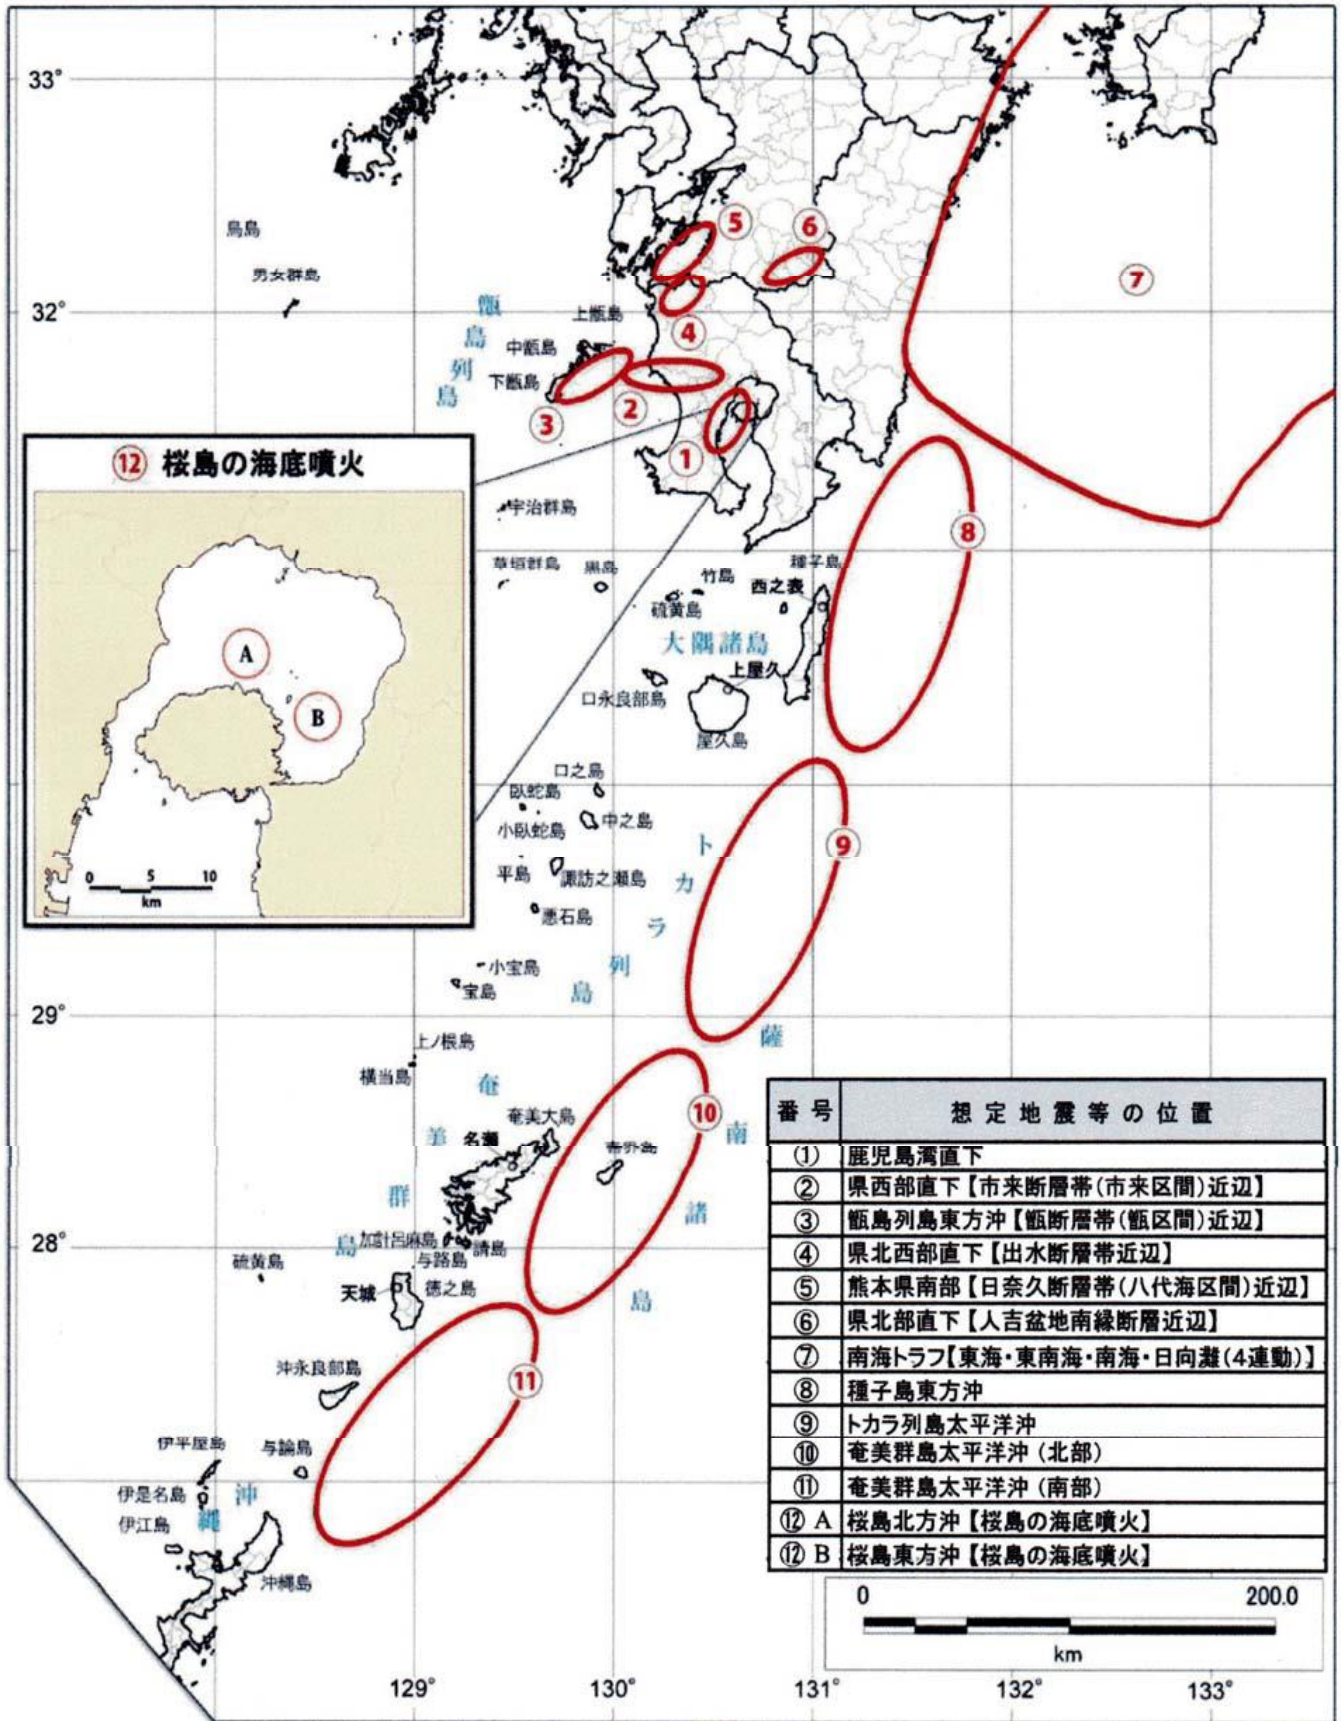 33°
⑤
⑥
烏島
⑦
男女群島
甑島列島
32°
上甑島
④
中甑島
下甑島
②
③
①
⑫ 桜島の海底噴火
宇治群島
⑧
草垣群島
黒島
竹島
種子島
西之表
硫黄島
大隅諸島
A
上屋久
口永良部島
B
屋久島
口之島
臥蛇島
小臥蛇島
中之島
トカラ列島
⑨
平島
諏訪之瀬島
0 5 10
km
悪石島
小宝島
宝島
29°
薩南諸島
上ノ根島
横当島
奄美群島
奄美大島
⑩
名瀬
喜界島
加計呂麻島
請島
28°
与路島
硫黄島
天城
徳之島
沖永良部島
⑪
伊平屋島
与論島
伊是名島
沖縄
伊江島
沖縄島
番号 想定地震等の位置
① 鹿児島湾直下
② 県西部直下【市来断層帯(市来区間)近辺】
③ 甑島列島東方沖【甑断層帯(甑区間)近辺】
④ 県北西部直下【出水断層帯近辺】
⑤ 熊本県南部【日奈久断層帯(八代海区間)近辺】
⑥ 県北部直下【人吉盆地南縁断層近辺】
⑦ 南海トラフ【東海・東南海・南海・日向灘(4連動)】
⑧ 種子島東方沖
⑨ トカラ列島太平洋沖
⑩ 奄美群島太平洋沖(北部)
⑪ 奄美群島太平洋沖(南部)
⑫ A 桜島北方沖【桜島の海底噴火】
⑫ B 桜島東方沖【桜島の海底噴火】
0 200.0
km
129° 130° 131° 132° 133°